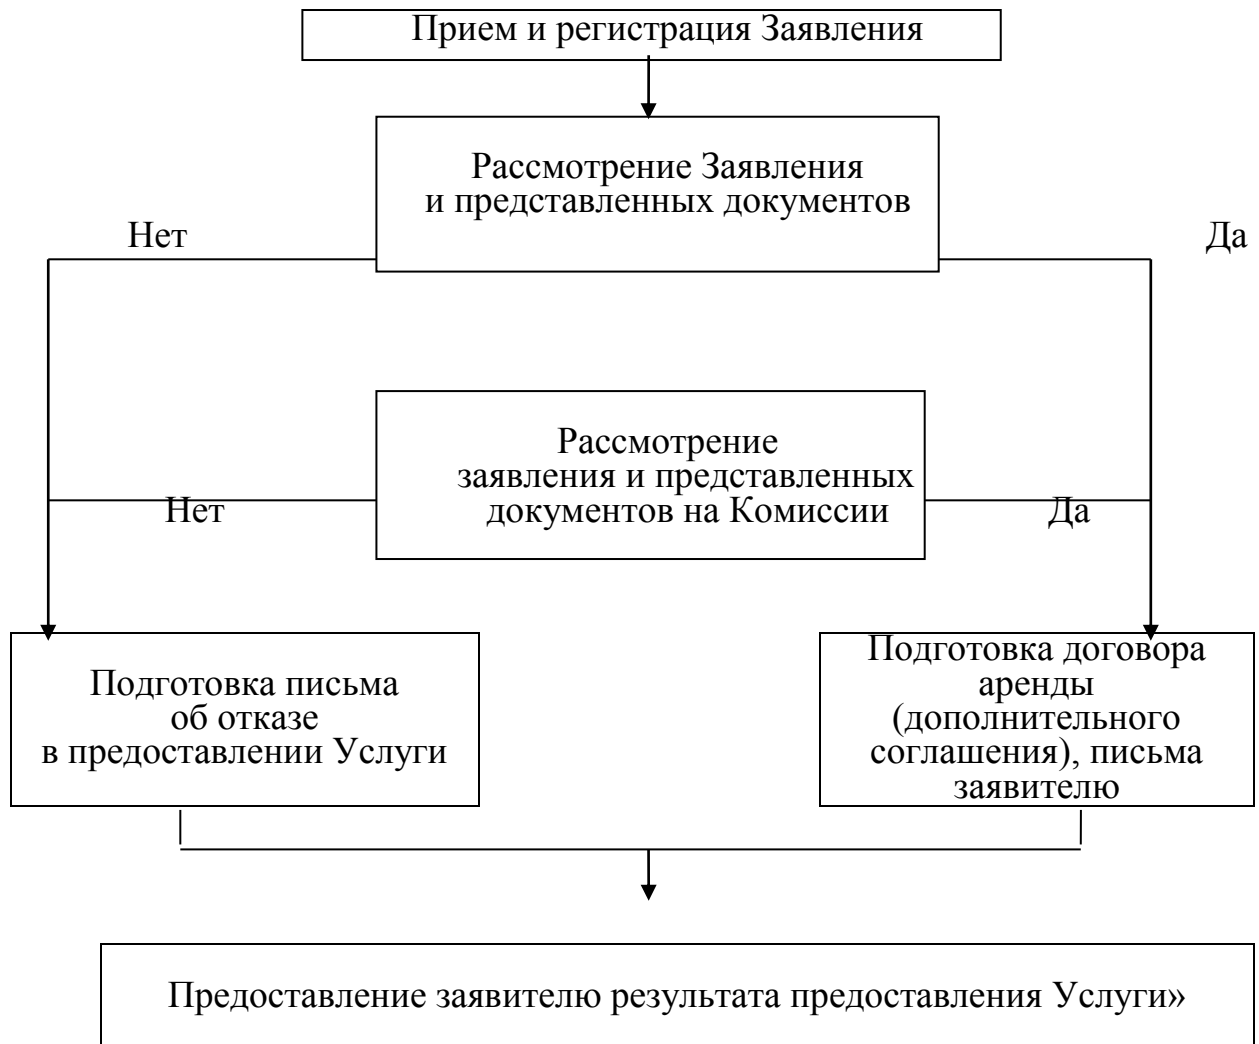 Прием и регистрация Заявления
Рассмотрение Заявления
и представленных документов
Нет
Да
Рассмотрение
заявления и представленных
документов на Комиссии
Нет
Да
Подготовка письма
об отказе
в предоставлении Услуги
Подготовка договора
аренды
(дополнительного
соглашения), письма
заявителю
Предоставление заявителю результата предоставления Услуги»